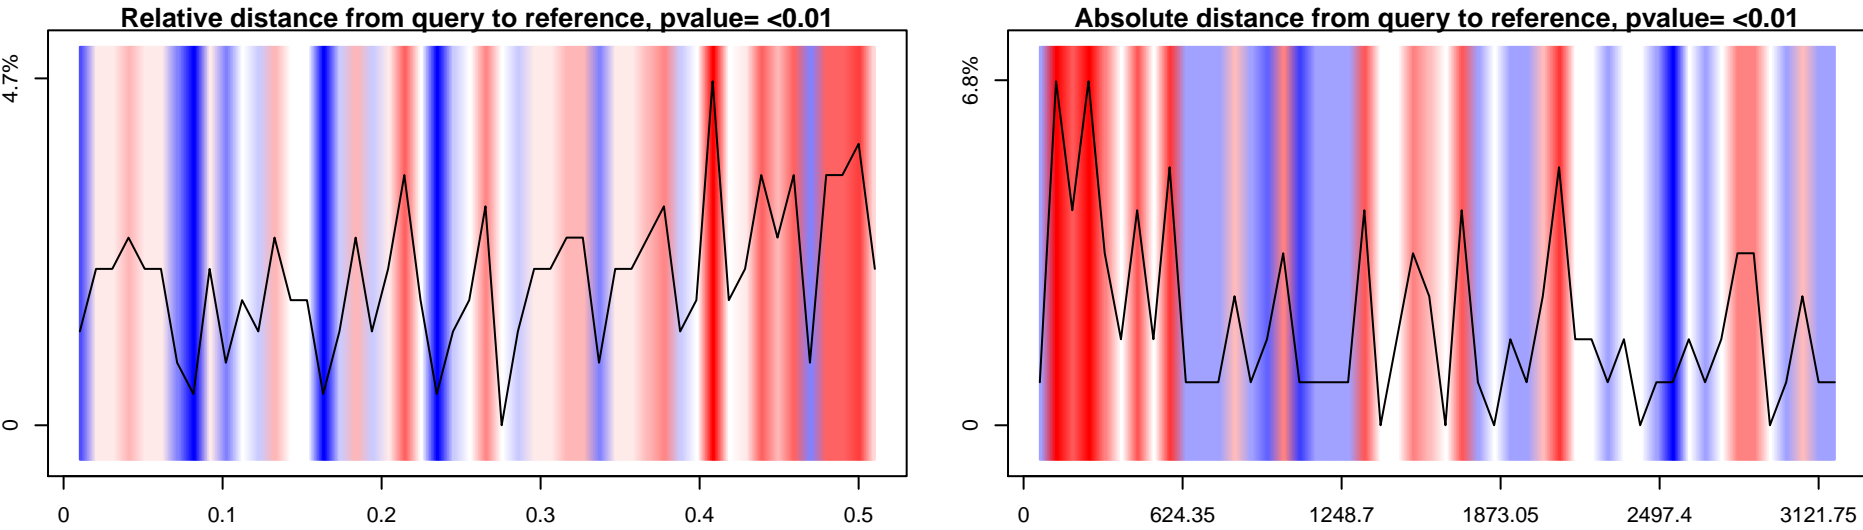 Relative distance from query to reference, pvalue= <0.01
4.7%
0
0 0.1 0.2 0.3 0.4 0.5
Absolute distance from query to reference, pvalue= <0.01
6.8%
0
0 624.35 1248.7 1873.05 2497.4 3121.75